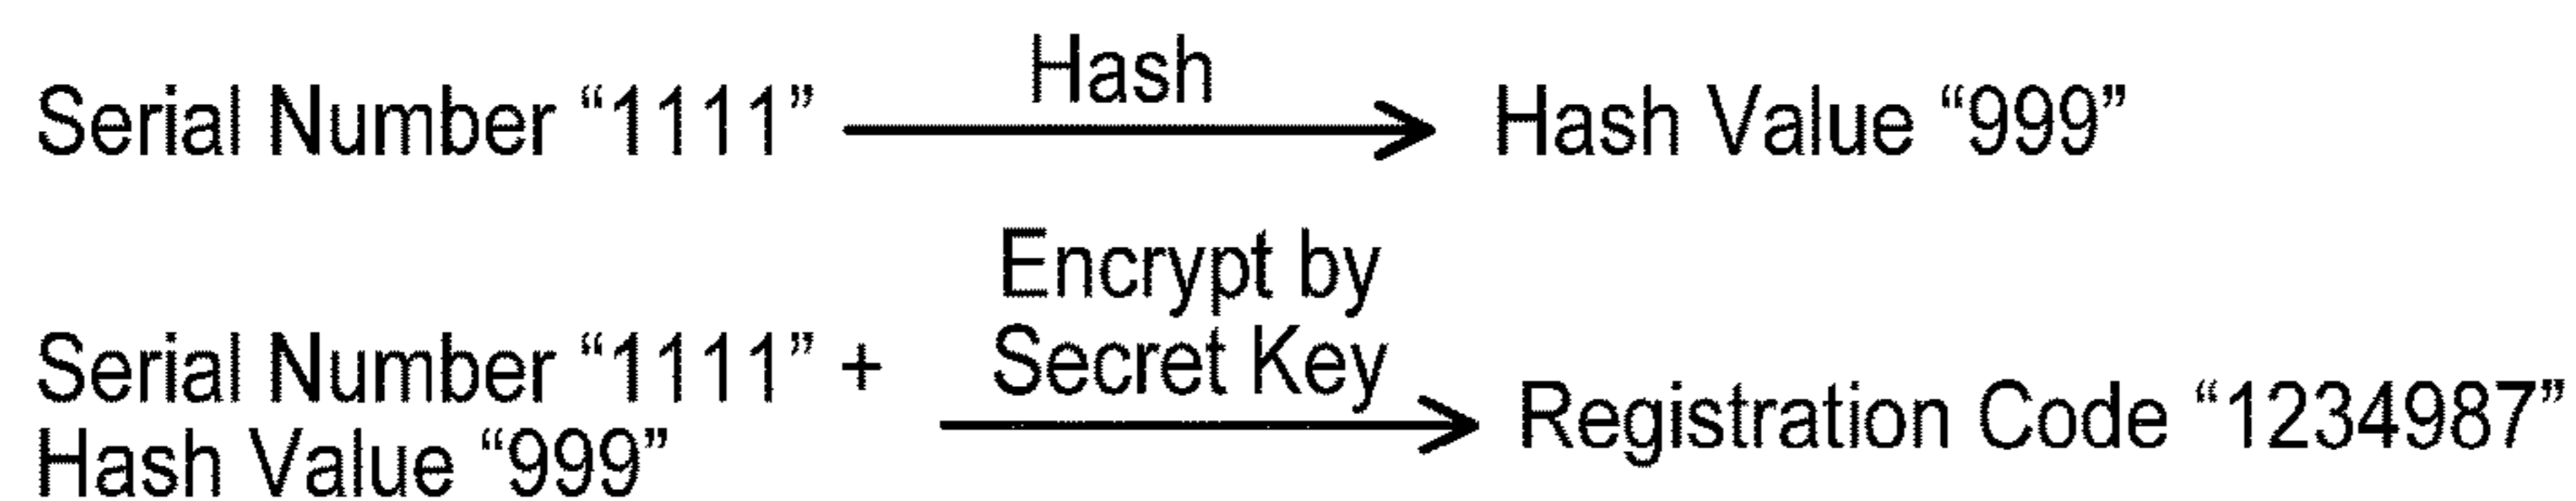 Hash
Serial Number “1111” Hash Value “999”
Encrypt by
Serial Number “1111” + Secret Key
Registration Code “1234987”
Hash Value “999”